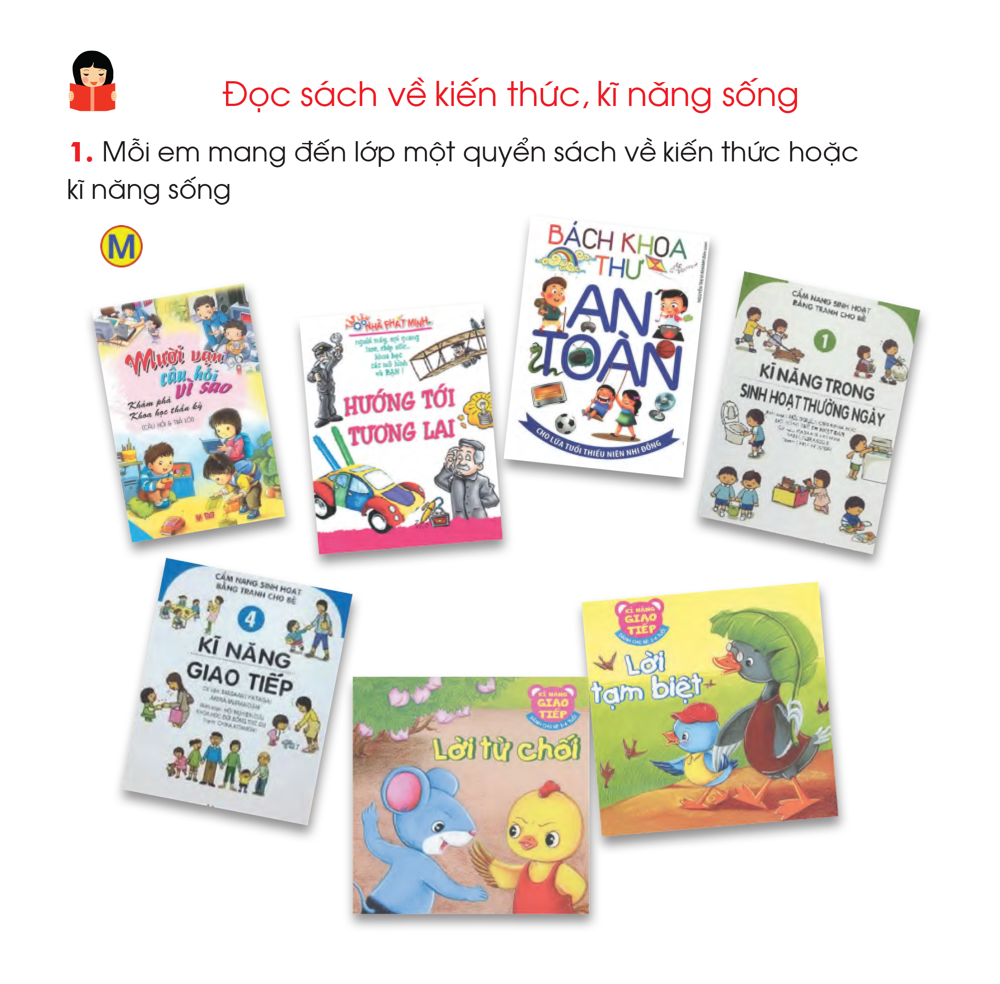 Đọc sách về kiến thức, kĩ năng sống
1. Mỗi em mang đến lớp một quyển sách về kiến thức hoặc
kĩ năng sống
M
Mười vạn
câu hỏi
vì sao
Khám phá
Khoa học thần kỳ
(CÂU HỎI & TRẢ LỜI)
NHÀ PHÁT MINH
người máy, sợi quang
khoa học
các mô hình
và BẠN !
HƯỚNG TỚI
TƯƠNG LAI
BÁCH KHOA
THƯ
AN
TOÀN
CHO LỨA TUỔI THIẾU NIÊN NHI ĐỒNG
CẨM NANG SINH HOẠT
BẰNG TRANH CHO BÉ
1
KĨ NĂNG TRONG
SINH HOẠT THƯỜNG NGÀY
CẨM NANG SINH HOẠT
BẰNG TRANH CHO BÉ
4
KĨ NĂNG
GIAO TIẾP
KĨ NĂNG
GIAO
TIẾP
DÀNH CHO BÉ 2-6 TUỔI
Lời từ chối
KĨ NĂNG
GIAO
TIẾP
DÀNH CHO BÉ 2-6 TUỔI
Lời
tạm biệt